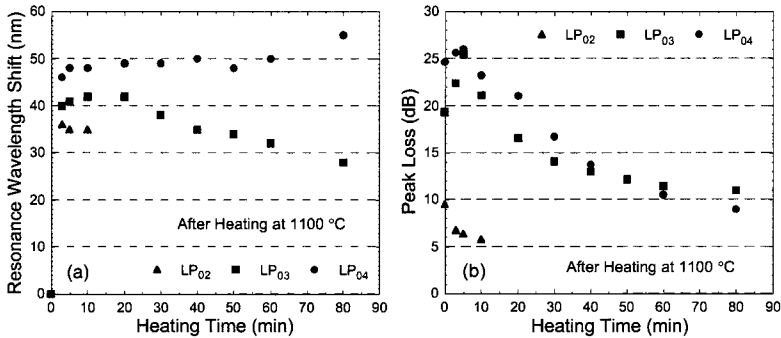 Resonance Wavelength Shift (nm)
60
50
40
30
20
10
0
After Heating at 1100 °C
(a)
LP02 LP03 LP04
0 10 20 30 40 50 60 70 80 90
Heating Time (min)
Peak Loss (dB)
30
25
20
15
10
5
0
LP02 LP03 LP04
(b)
After Heating at 1100 °C
0 10 20 30 40 50 60 70 80 90
Heating Time (min)